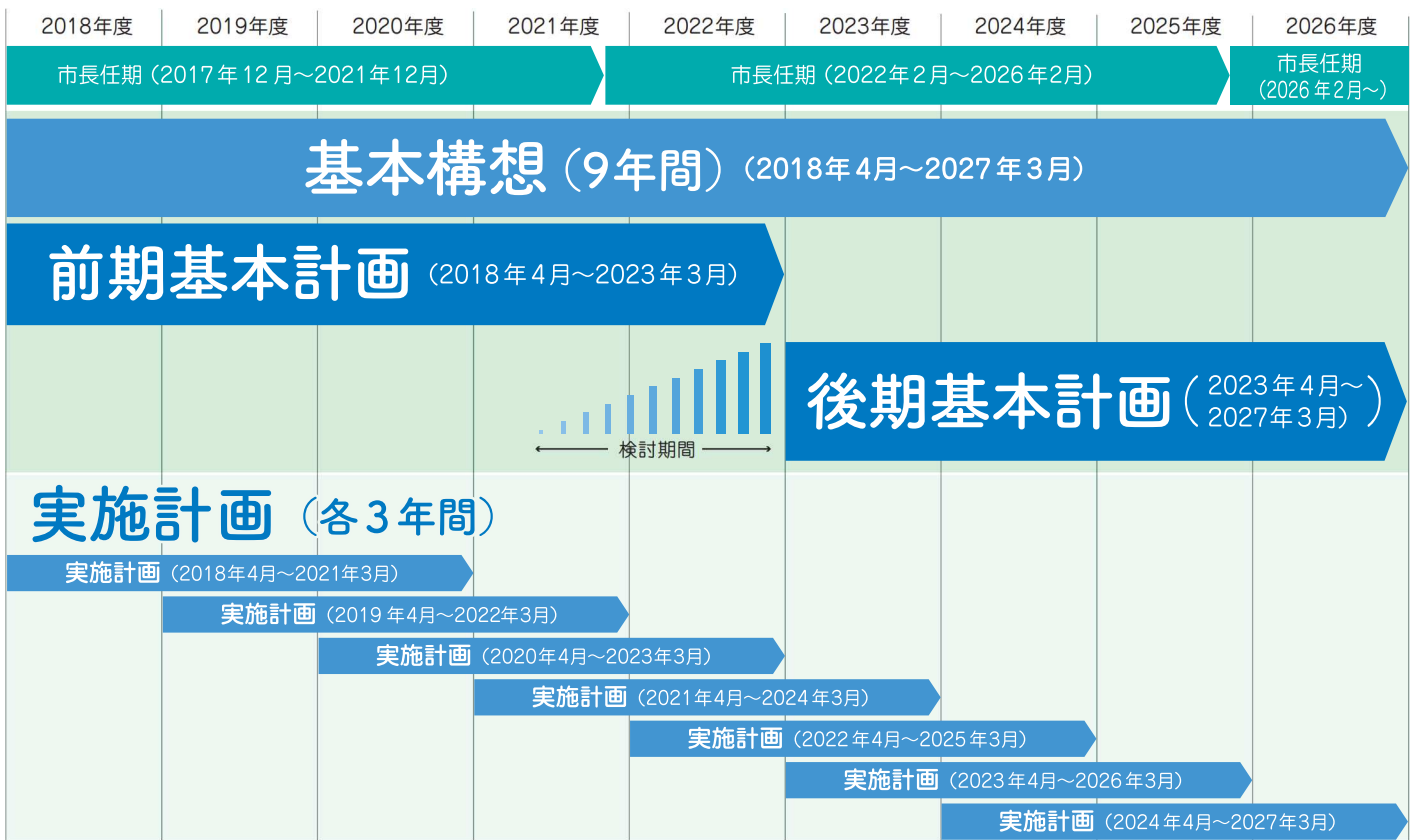 2018年度 2019年度 2020年度 2021年度 2022年度 2023年度 2024年度 2025年度 2026年度
市長任期（2017年12月～2021年12月） 市長任期（2022年2月～2026年2月） 市長任期
（2026年2月～）
基本構想（9年間）（2018年4月～2027年3月）
前期基本計画（2018年4月～2023年3月）
後期基本計画（2023年4月～
2027年3月）
検討期間
実施計画（各3年間）
実施計画（2018年4月～2021年3月）
実施計画（2019年4月～2022年3月）
実施計画（2020年4月～2023年3月）
実施計画（2021年4月～2024年3月）
実施計画（2022年4月～2025年3月）
実施計画（2023年4月～2026年3月）
実施計画（2024年4月～2027年3月）